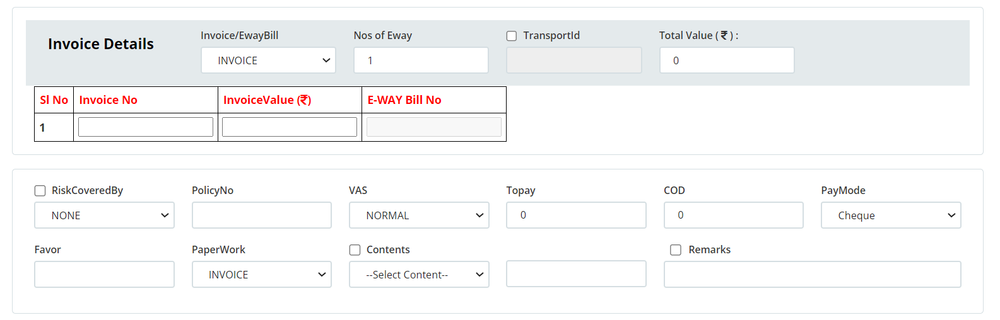 Invoice Details
Invoice/EwayBill Nos of Eway TransportId Total Value ( ₹ ) :
INVOICE 1 0
Sl No Invoice No InvoiceValue (₹) E-WAY Bill No
1
RiskCoveredBy PolicyNo VAS Topay COD PayMode
NONE NORMAL 0 0 Cheque
Favor PaperWork Contents Remarks
INVOICE --Select Content--